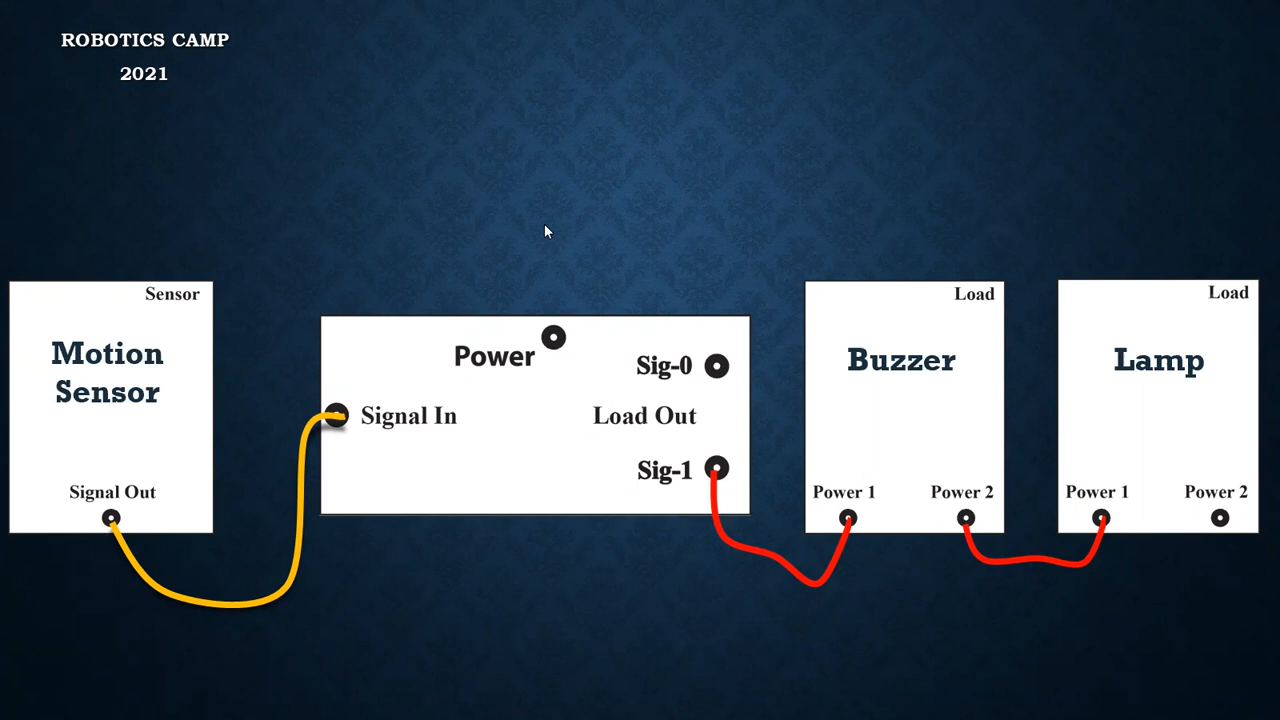 ROBOTICS CAMP
2021
Sensor
Motion
Sensor
Signal Out
Power
Signal In
Sig-0
Load Out
Sig-1
Load
Buzzer
Power 1
Power 2
Load
Lamp
Power 1
Power 2